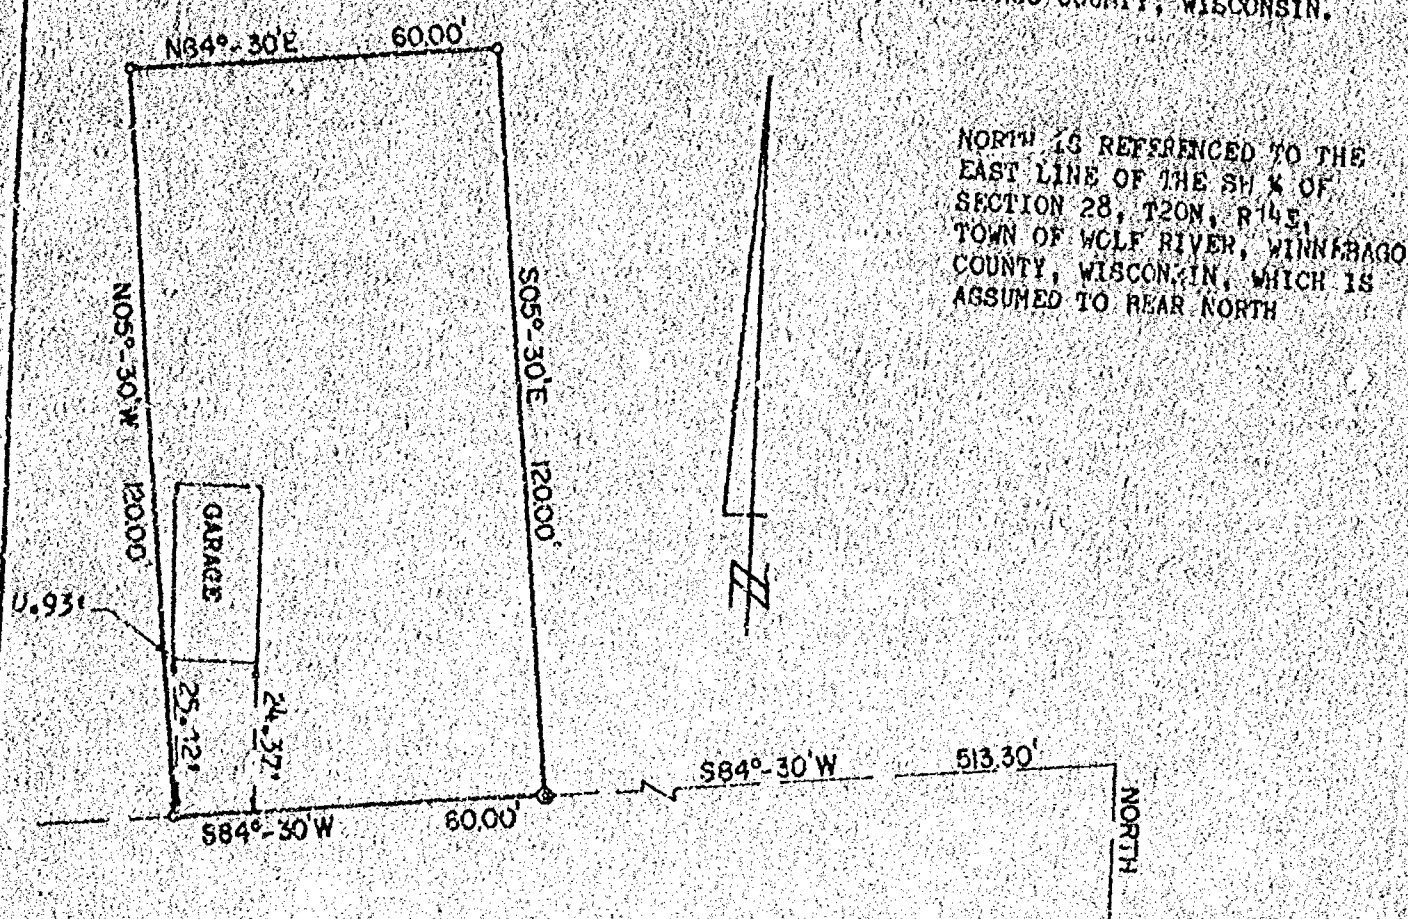 COUNTY, WISCONSIN.
N84°-30'E 60.00'
NORTH IS REFERENCED TO THE
EAST LINE OF THE SW ¼ OF
SECTION 28, T20N, R14E,
TOWN OF WOLF RIVER, WINNEBAGO
COUNTY, WISCONSIN, WHICH IS
ASSUMED TO BEAR NORTH
N05°-30'W 120.00'
S05°-30'E 120.00'
GARAGE
N
0.93'
25.72'
24.37'
S84°-30'W 513.30'
S84°-30'W 60.00'
NORTH